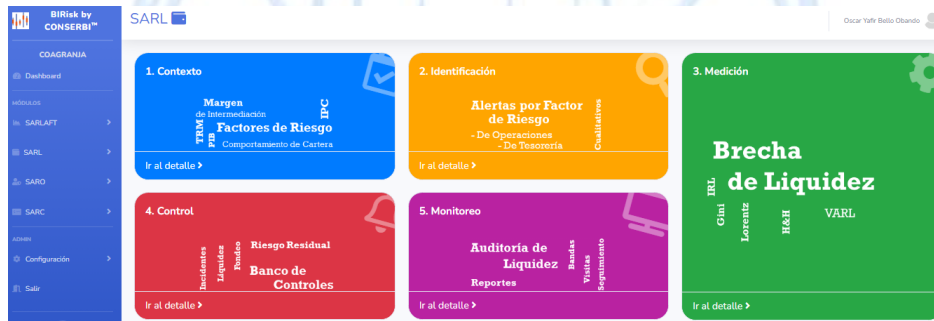 BIRisk by
CONSERBI™
COAGRANJA
Dashboard
MÓDULOS
SARLAFT
SARL
SARO
SARC
ADMIN
Configuración
Salir
SARL
Oscar Yafir Bello Obando
1. Contexto
Margen
de Intermediación
IPC
TRM
PIB
Factores de Riesgo
Comportamiento de Cartera
Ir al detalle
2. Identificación
Alertas por Factor
de Riesgo
- De Operaciones
- De Tesorería
Cualitativos
Ir al detalle
3. Medición
Brecha
de Liquidez
IRL
Gini
Lorentz
H&H
VARL
Ir al detalle
4. Control
Incidentes
Liquidez
Fondeo
Riesgo Residual
Banco de
Controles
Ir al detalle
5. Monitoreo
Auditoria de
Liquidez
Bandas
Visitas
Seguimiento
Reportes
Ir al detalle